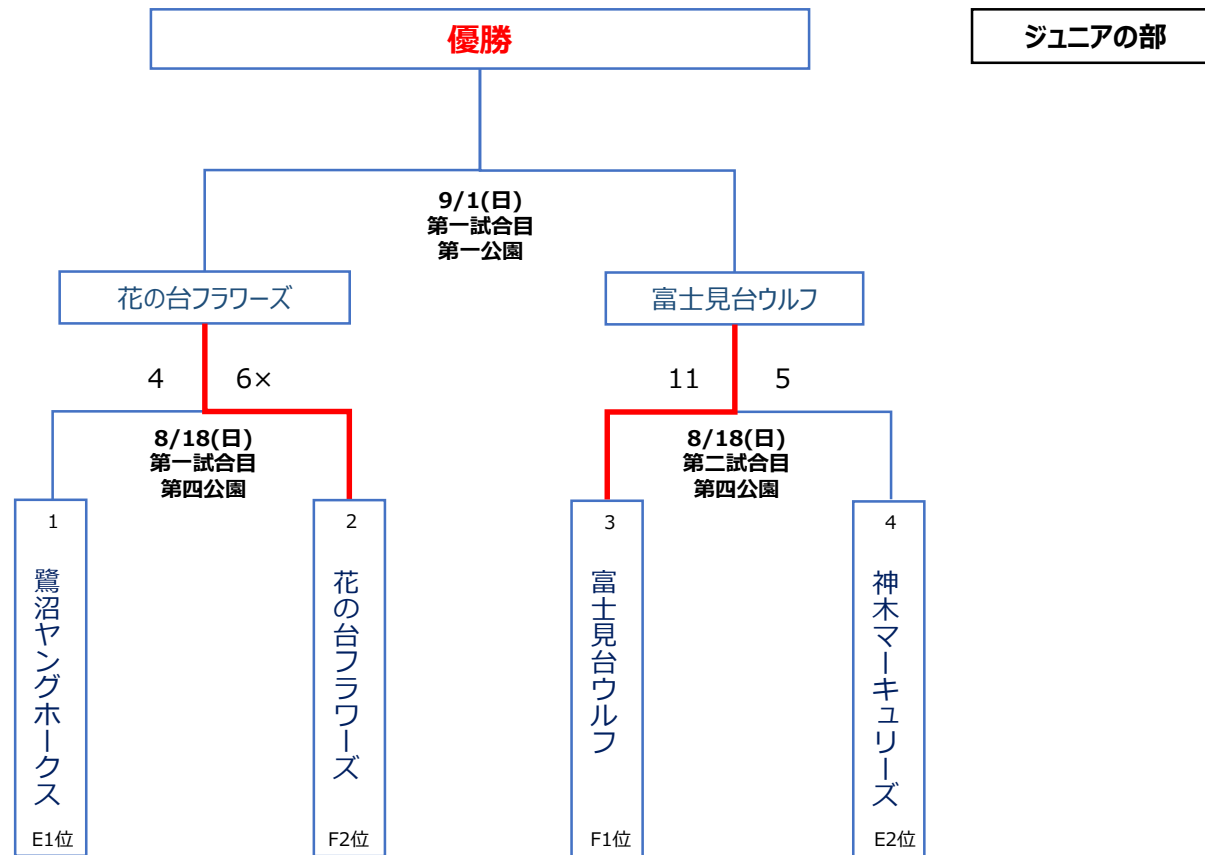 優勝
ジュニアの部
9/1(日)
第一試合目
第一公園
花の台フラワーズ
富士見台ウルフ
4
6×
11
5
8/18(日)
第一試合目
第四公園
8/18(日)
第二試合目
第四公園
1
鷺沼ヤングホークス
E1位
2
花の台フラワーズ
F2位
3
富士見台ウルフ
F1位
4
神木マーキュリーズ
E2位